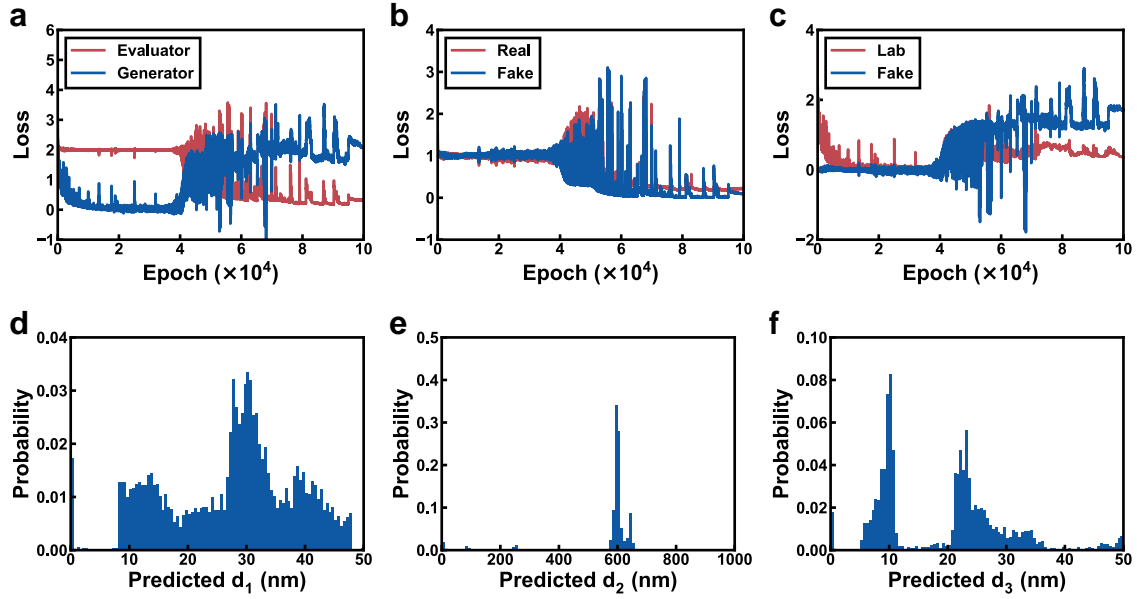 a
6
5
4
3
2
1
0
−1
Loss
Evaluator
Generator
0 2 4 6 8 10
Epoch (×10⁴)
b
4
3
2
1
0
−1
Loss
Real
Fake
0 2 4 6 8 10
Epoch (×10⁴)
c
4
2
0
−2
Loss
Lab
Fake
0 2 4 6 8 10
Epoch (×10⁴)
d
0.04
0.03
0.02
0.01
0.00
Probability
0 10 20 30 40 50
Predicted d₁ (nm)
e
0.5
0.4
0.3
0.2
0.1
0.0
Probability
0 200 400 600 800 1000
Predicted d₂ (nm)
f
0.10
0.08
0.06
0.04
0.02
0.00
Probability
0 10 20 30 40 50
Predicted d₃ (nm)